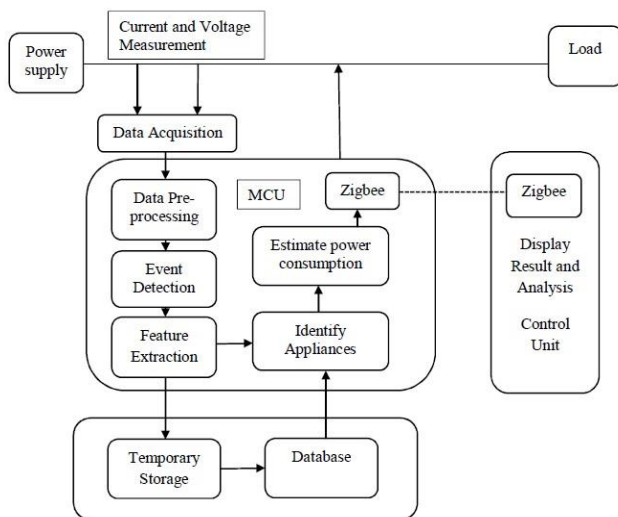 Current and Voltage
Measurement
Power
supply
Load
Data Acquisition
MCU
Zigbee
Data Pre-
processing
Estimate power
consumption
Event
Detection
Feature
Extraction
Identify
Appliances
Zigbee
Display
Result and
Analysis
Control
Unit
Temporary
Storage
Database